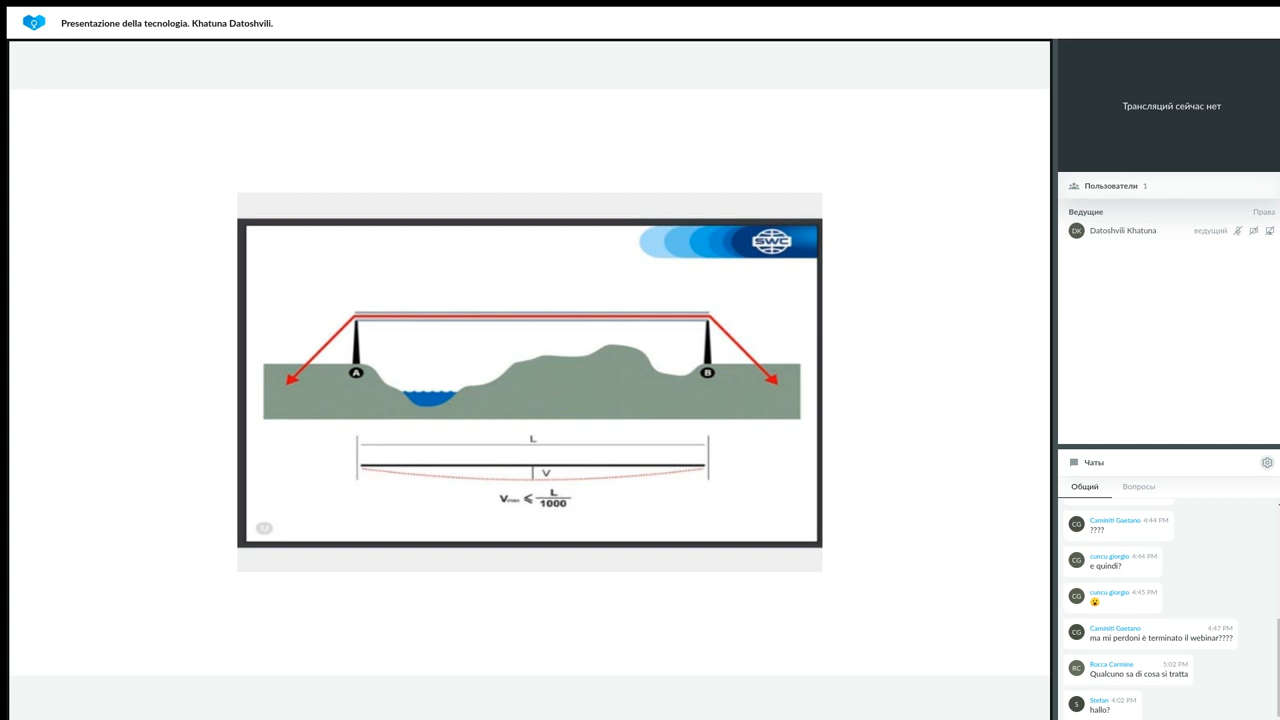 Presentazione della tecnologia. Khatuna Datoshvili.
SWC
A
B
L
V
Vmax ⩽ L
1000
Трансляций сейчас нет
Пользователи 1
Ведущие Права
DK Datoshvili Khatuna ведущий
Чаты
Общий Вопросы
CG Caminiti Gaetano 4:44 PM
????
CG cuncu giorgio 4:44 PM
e quindi?
CG cuncu giorgio 4:45 PM
😮
CG Caminiti Gaetano 4:47 PM
ma mi perdoni è terminato il webinar????
RC Rocca Carmine 5:02 PM
Qualcuno sa di cosa si tratta
S Stefan 4:02 PM
hallo?